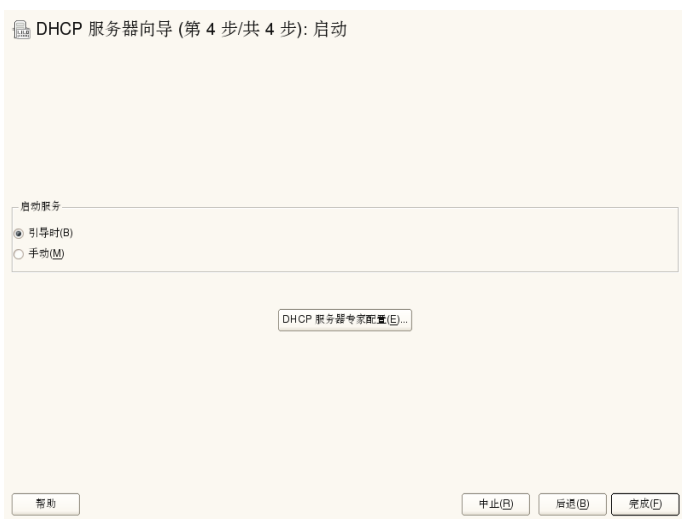 DHCP 服务器向导 (第 4 步/共 4 步): 启动
启动服务
引导时(B)
手动(M)
DHCP 服务器专家配置(E)...
帮助
中止(R)
后退(B)
完成(F)